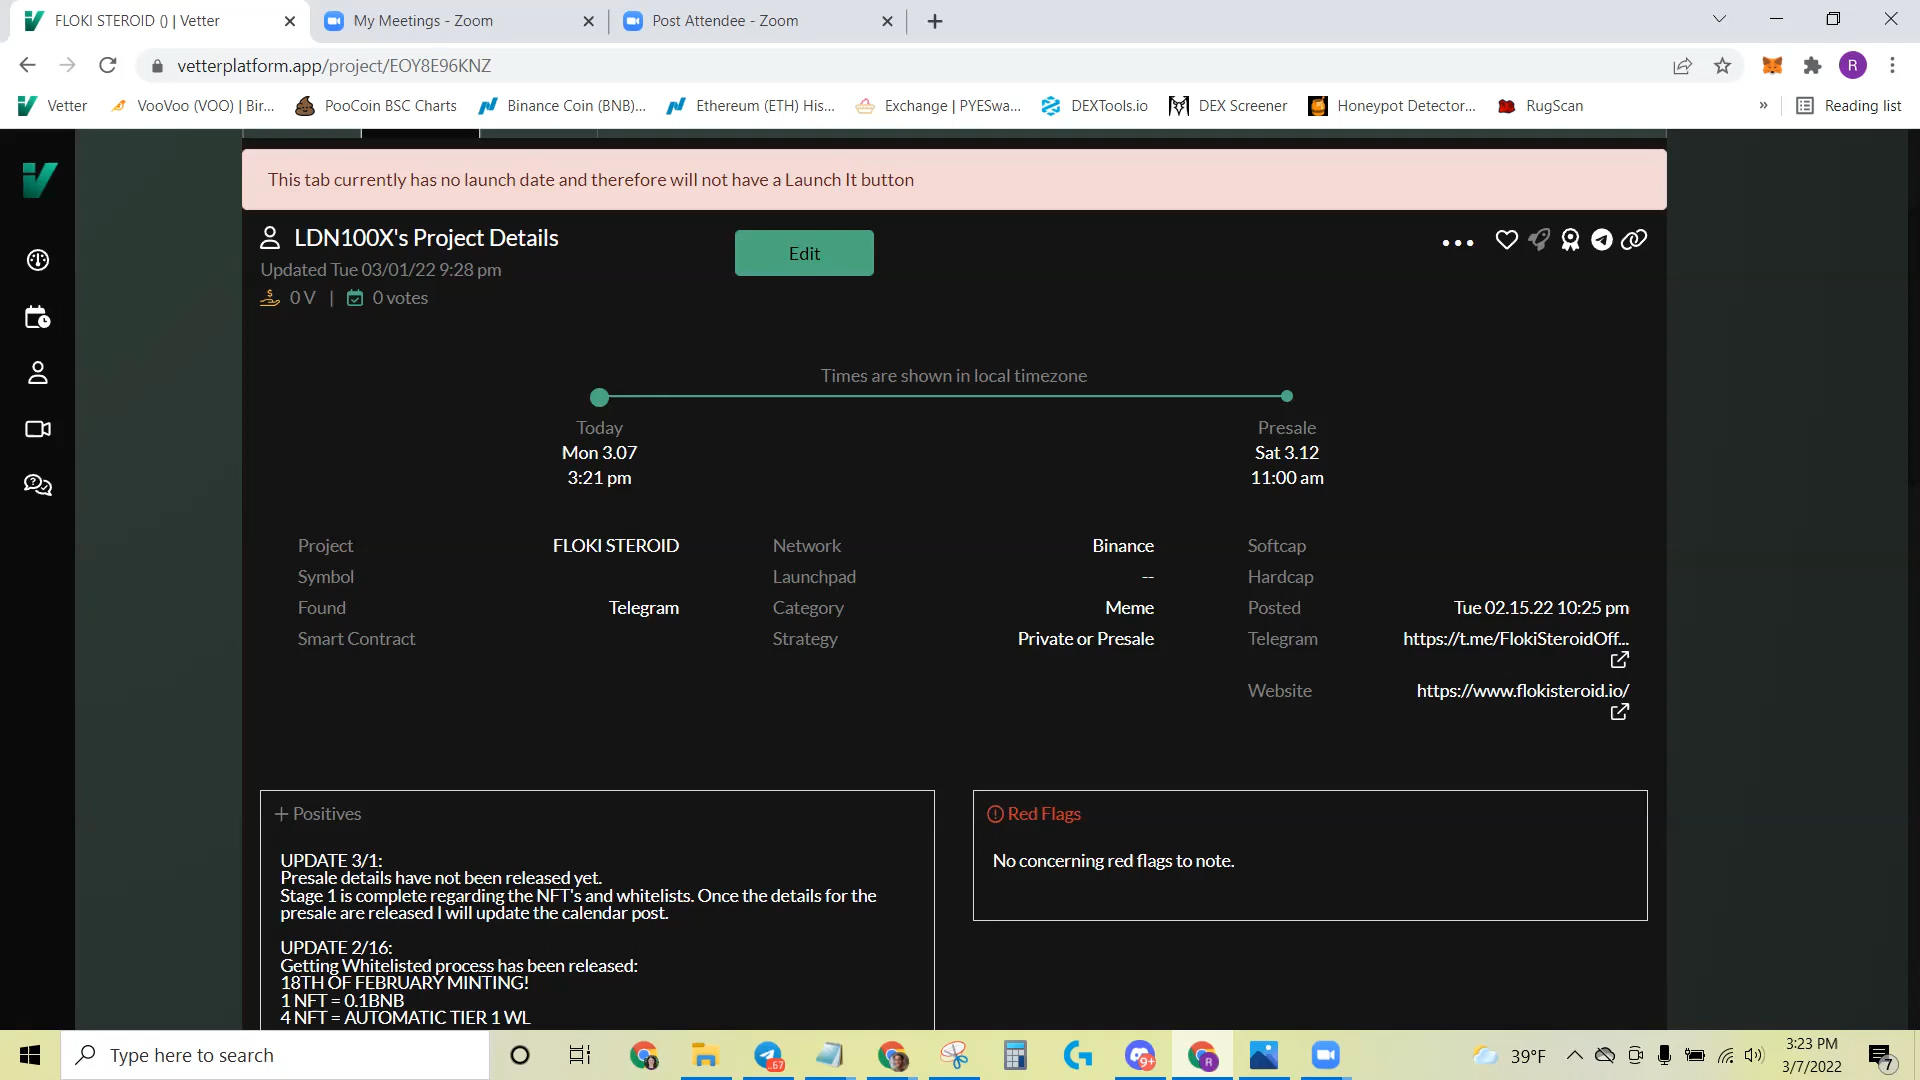 FLOKI STEROID () | Vetter
My Meetings - Zoom
Post Attendee - Zoom
vetterplatform.app/project/EOY8E96KNZ
R
Vetter
VooVoo (VOO) | Bir...
PooCoin BSC Charts
Binance Coin (BNB)...
Ethereum (ETH) His...
Exchange | PYESwa...
DEXTools.io
DEX Screener
Honeypot Detector...
RugScan
»
Reading list
This tab currently has no launch date and therefore will not have a Launch It button
LDN100X's Project Details
Edit
Updated Tue 03/01/22 9:28 pm
0 V | 0 votes
Times are shown in local timezone
Today
Mon 3.07
3:21 pm
Presale
Sat 3.12
11:00 am
Project FLOKI STEROID
Symbol
Found Telegram
Smart Contract
Network Binance
Launchpad --
Category Meme
Strategy Private or Presale
Softcap
Hardcap
Posted Tue 02.15.22 10:25 pm
Telegram https://t.me/FlokiSteroidOff...
Website https://www.flokisteroid.io/
+ Positives
UPDATE 3/1:
Presale details have not been released yet.
Stage 1 is complete regarding the NFT's and whitelists. Once the details for the
presale are released I will update the calendar post.
UPDATE 2/16:
Getting Whitelisted process has been released:
18TH OF FEBRUARY MINTING!
1 NFT = 0.1BNB
4 NFT = AUTOMATIC TIER 1 WL
Red Flags
No concerning red flags to note.
Type here to search
67
9+
R
39°F
3:23 PM
3/7/2022
7